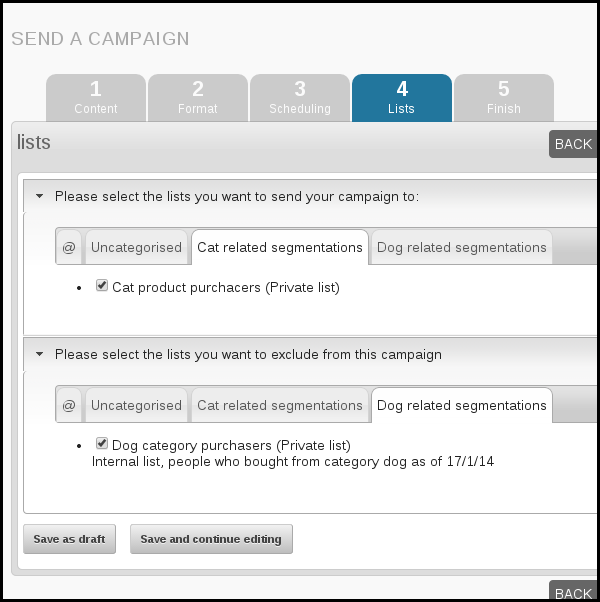 SEND A CAMPAIGN
1 2 3 4 5
Content Format Scheduling Lists Finish
lists
BACK
Please select the lists you want to send your campaign to:
@ Uncategorised Cat related segmentations Dog related segmentations
Cat product purchacers (Private list)
Please select the lists you want to exclude from this campaign
@ Uncategorised Cat related segmentations Dog related segmentations
Dog category purchasers (Private list)
Internal list, people who bought from category dog as of 17/1/14
Save as draft Save and continue editing
BACK